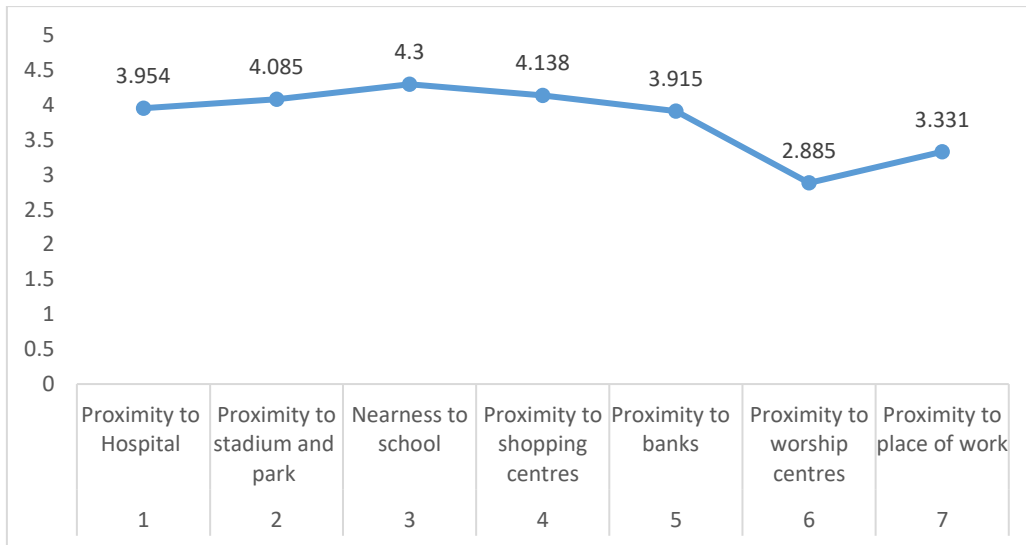 5
4.5
4
3.5
3
2.5
2
1.5
1
0.5
0
3.954
4.085
4.3
4.138
3.915
2.885
3.331
Proximity to
Hospital
Proximity to
stadium and
park
Nearness to
school
Proximity to
shopping
centres
Proximity to
banks
Proximity to
worship
centres
Proximity to
place of work
1
2
3
4
5
6
7